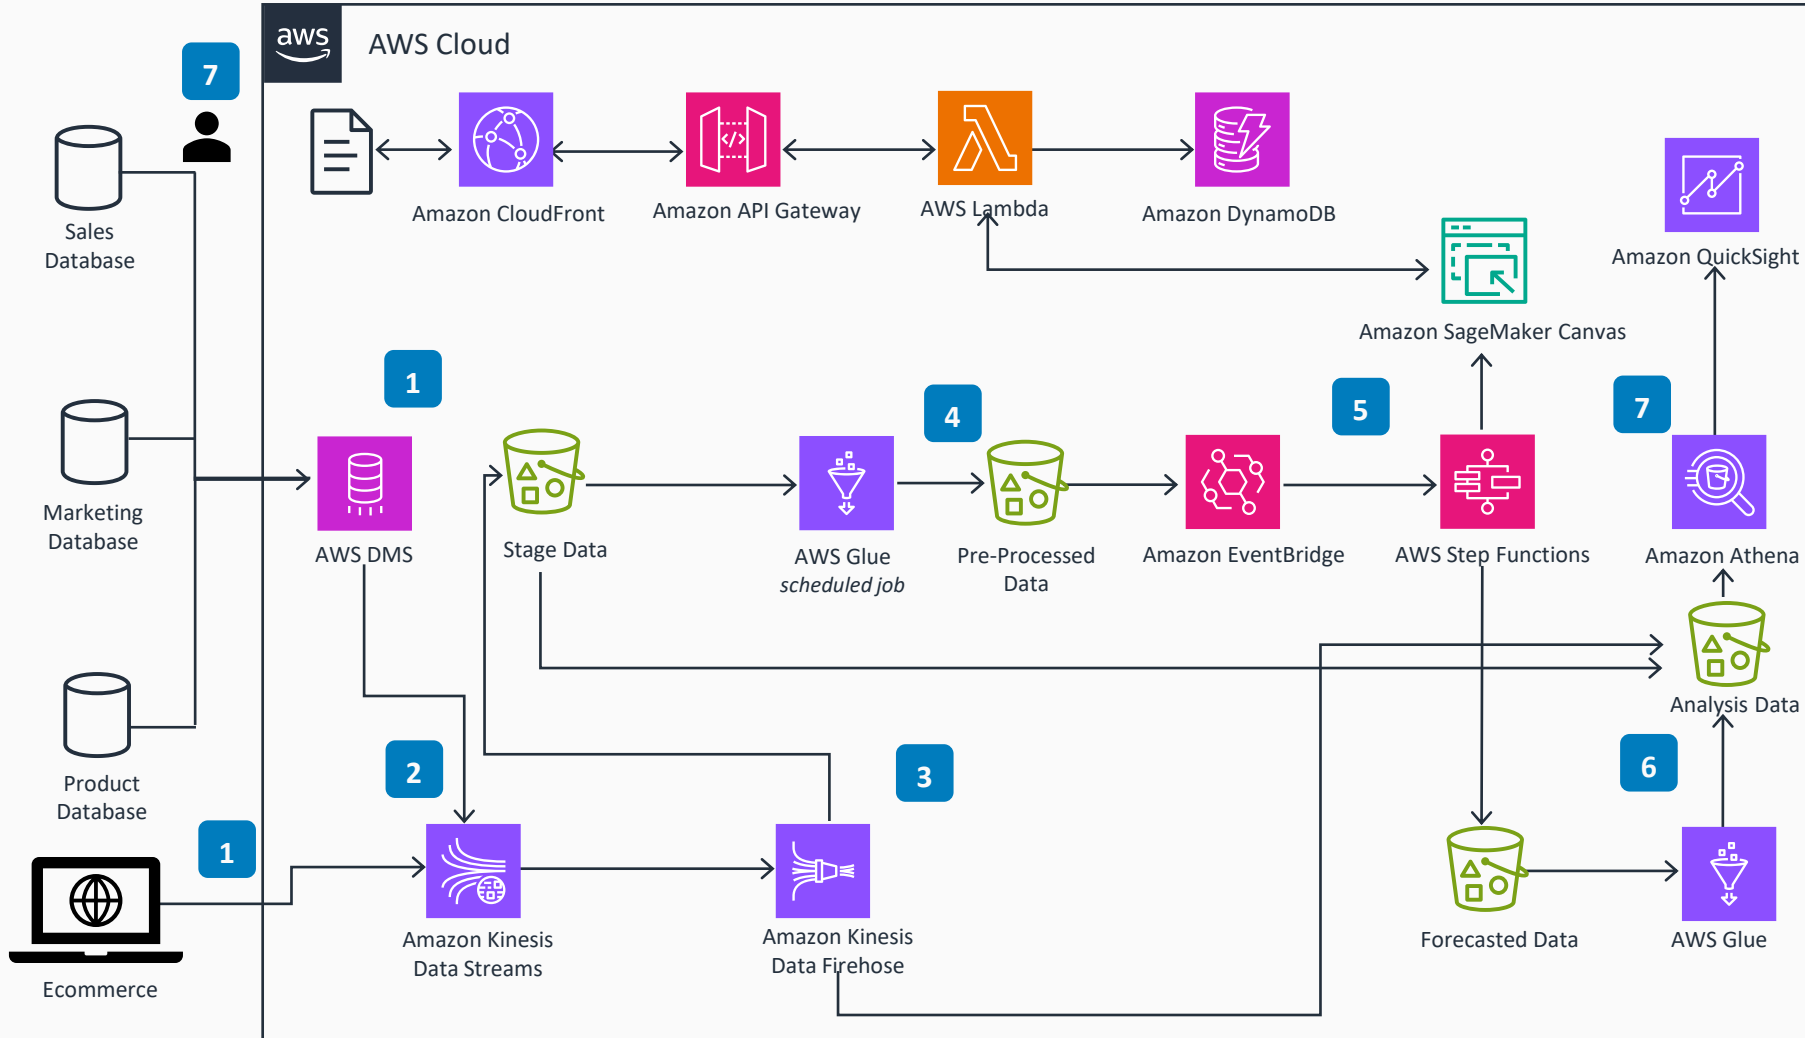 aws
AWS Cloud
7
Sales
Database
Amazon CloudFront
Amazon API Gateway
AWS Lambda
Amazon DynamoDB
Amazon QuickSight
Amazon SageMaker Canvas
1
4
5
7
Marketing
Database
AWS DMS
Stage Data
AWS Glue
scheduled job
Pre-Processed
Data
Amazon EventBridge
AWS Step Functions
Amazon Athena
Analysis Data
Product
Database
2
3
6
1
Ecommerce
Amazon Kinesis
Data Streams
Amazon Kinesis
Data Firehose
Forecasted Data
AWS Glue